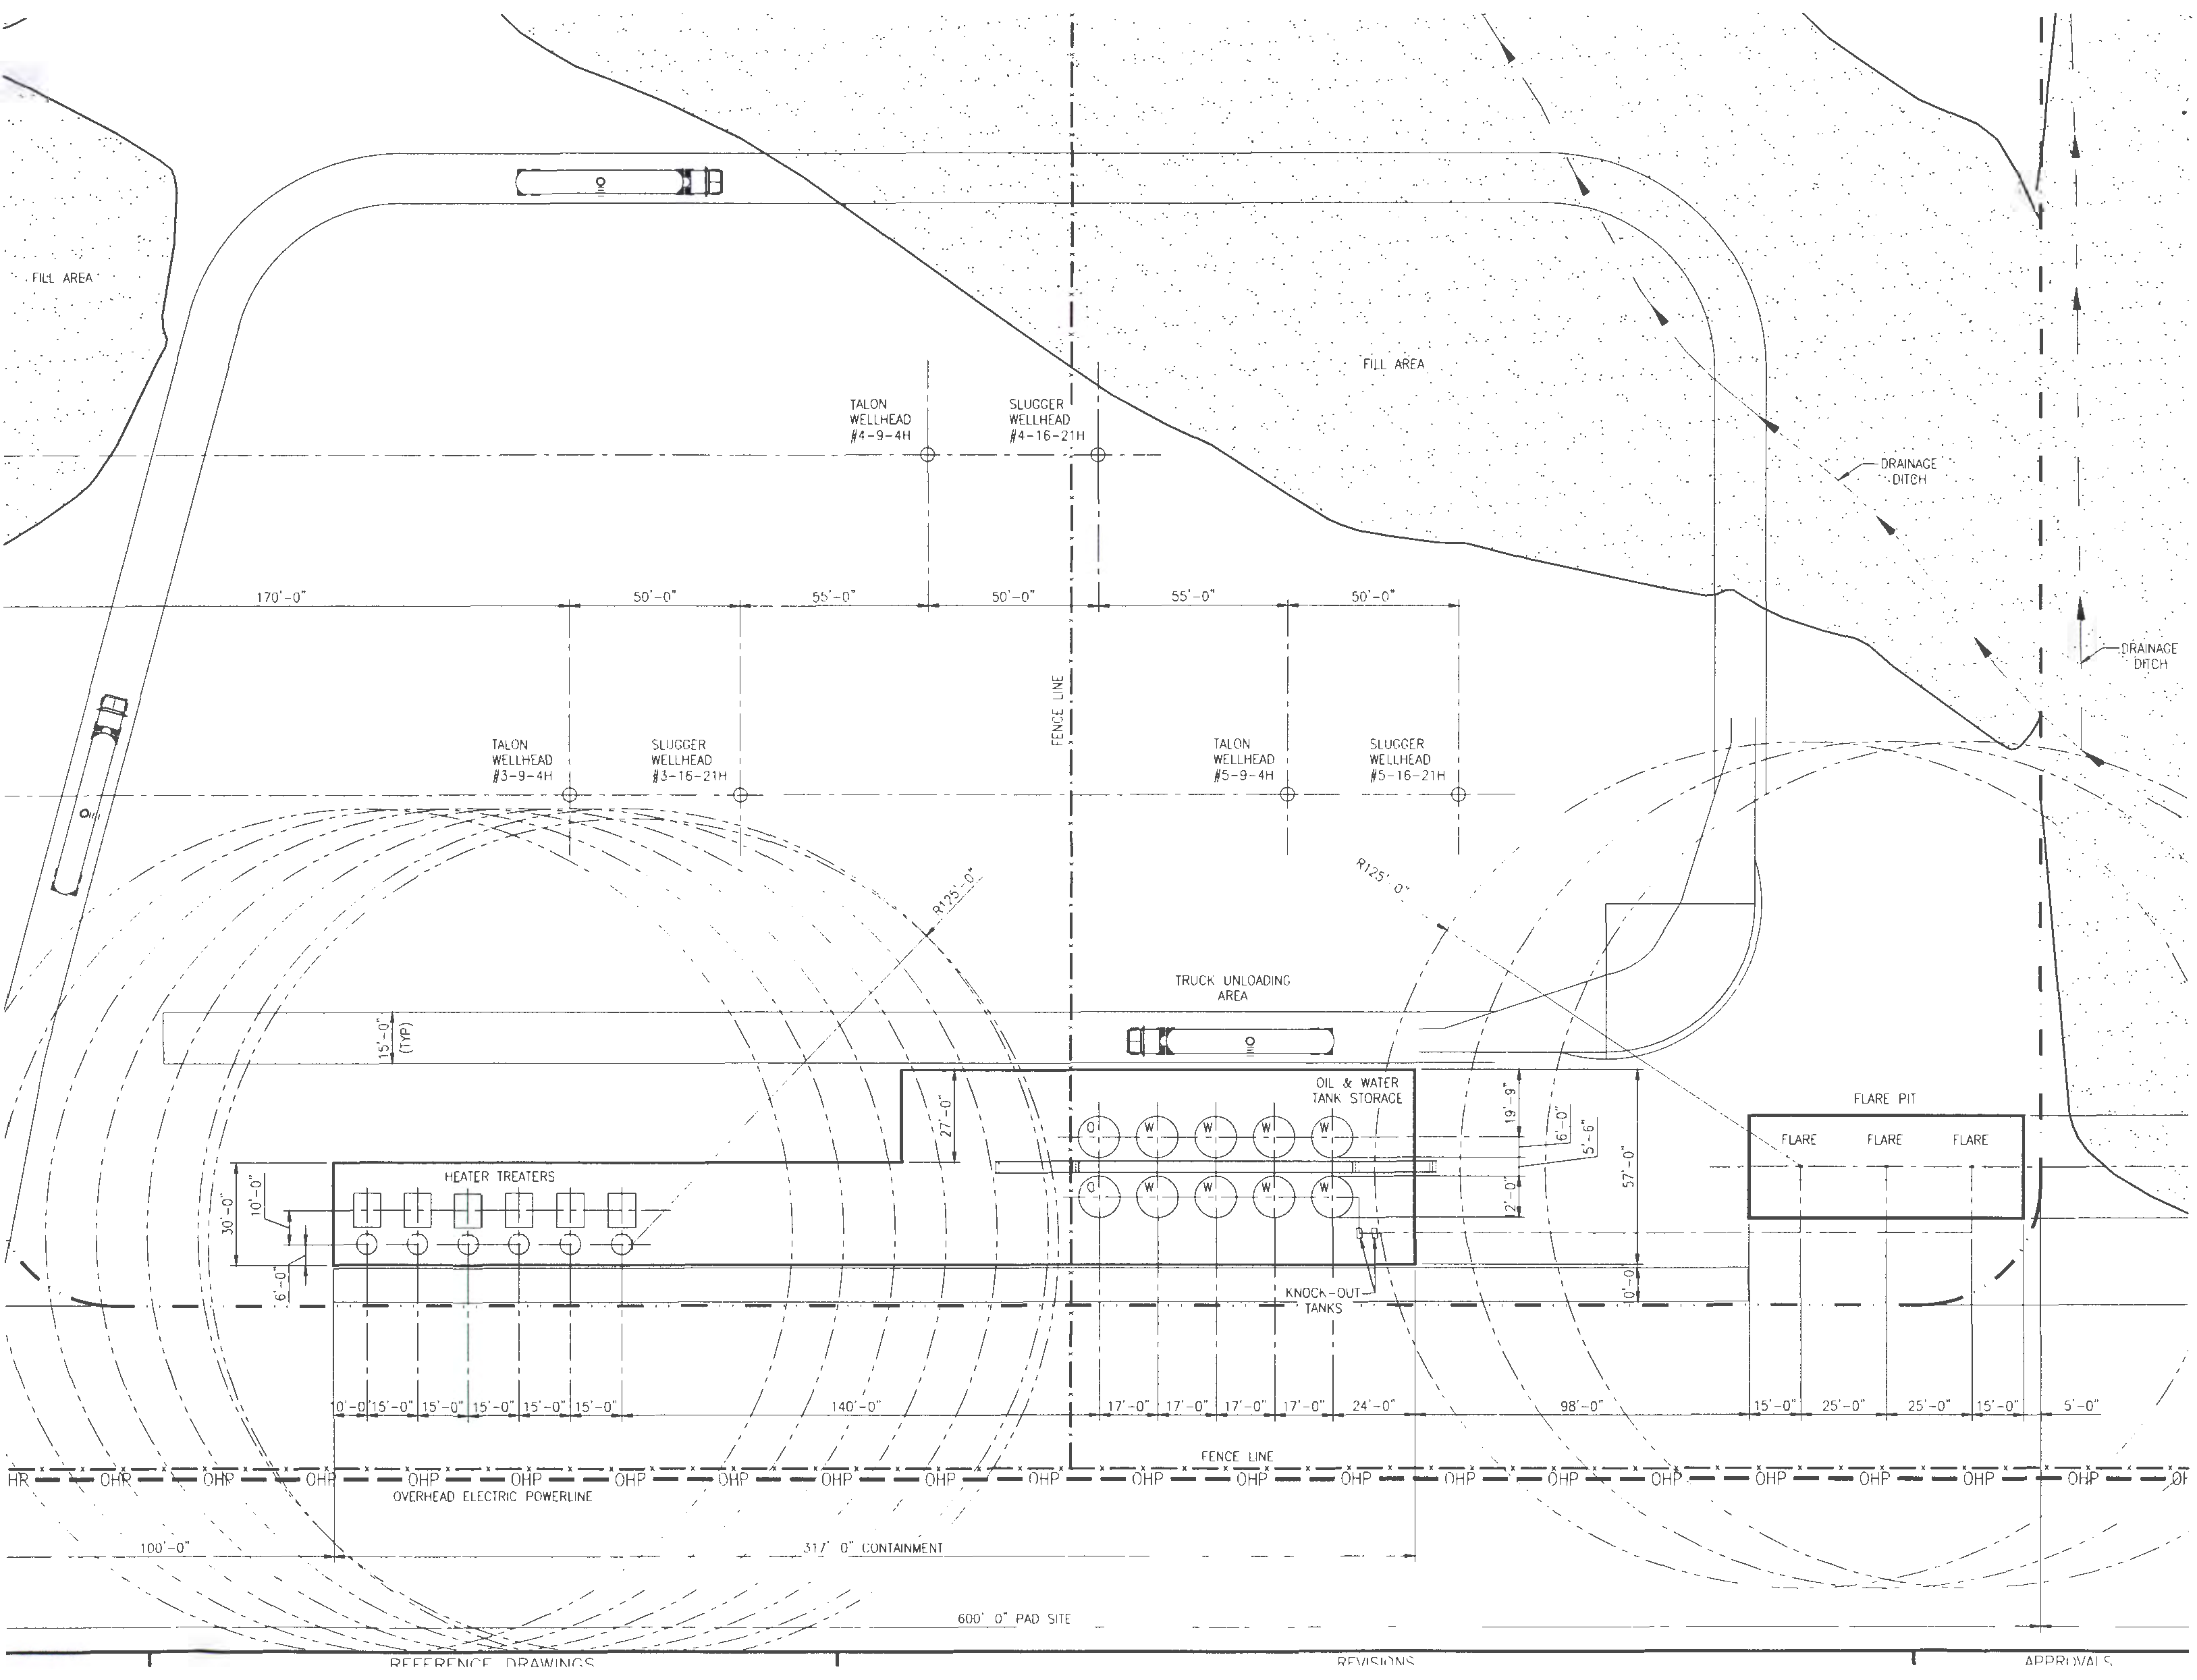 FILL AREA
FILL AREA
TALON
WELLHEAD
#4-9-4H
SLUGGER
WELLHEAD
#4-16-21H
DRAINAGE
DITCH
170'-0"
50'-0"
55'-0"
50'-0"
55'-0"
50'-0"
DRAINAGE
DITCH
FENCE LINE
TALON
WELLHEAD
#3-9-4H
SLUGGER
WELLHEAD
#3-16-21H
TALON
WELLHEAD
#5-9-4H
SLUGGER
WELLHEAD
#5-16-21H
R125'-0"
R125'-0"
TRUCK UNLOADING
AREA
15'-0"
(TYP)
OIL & WATER
TANK STORAGE
27'-0"
19'-9"
6'-0"
5'-6"
57'-0"
12'-0"
FLARE PIT
FLARE FLARE FLARE
O W W W W
O W W W W
HEATER TREATERS
30'-0"
10'-0"
6'-0"
KNOCK-OUT
TANKS
0'-0"
10'-0" 15'-0" 15'-0" 15'-0" 15'-0" 15'-0" 140'-0" 17'-0" 17'-0" 17'-0" 17'-0" 24'-0" 98'-0" 15'-0" 25'-0" 25'-0" 15'-0" 5'-0"
FENCE LINE
OHP OHP OHP OHP OHP OHP OHP OHP OHP OHP OHP OHP OHP OHP OHP OHP OHP OHP OHP OHP
OVERHEAD ELECTRIC POWERLINE
100'-0"
317' 0" CONTAINMENT
600' 0" PAD SITE
REFERENCE DRAWINGS
REVISIONS
APPROVALS